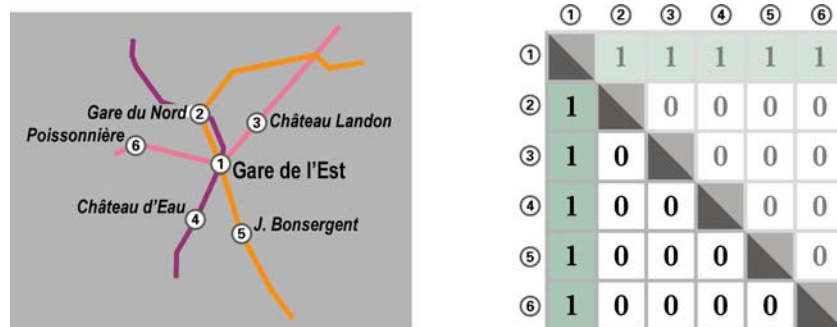 Gare du Nord ②
Poissonnière
⑥
③ Château Landon
① Gare de l'Est
Château d'Eau
④
⑤ J. Bonsergent
① ② ③ ④ ⑤ ⑥
① 1 1 1 1 1
② 1 0 0 0 0
③ 1 0 0 0 0
④ 1 0 0 0 0
⑤ 1 0 0 0 0
⑥ 1 0 0 0 0